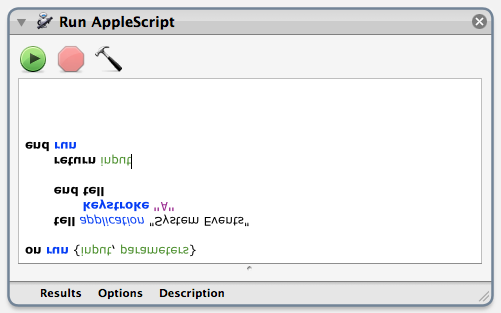 Run AppleScript
on run {input, parameters}
tell application "System Events"
keystroke "A"
end tell
return input
end run
Results Options Description